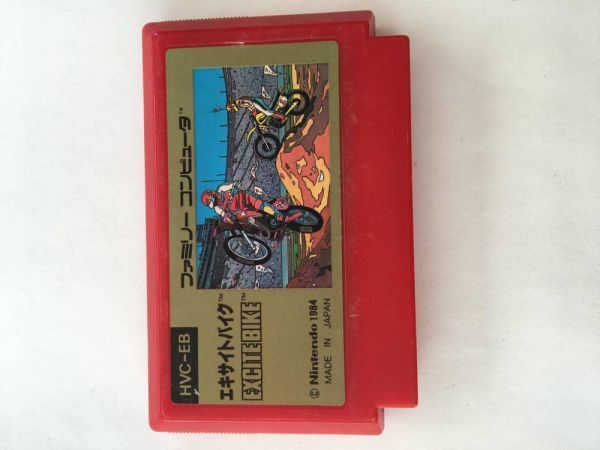 ファミリー コンピュータ™
HVC-EB
エキサイトバイク™
EXCITEBIKE™
© Nintendo 1984
MADE IN JAPAN